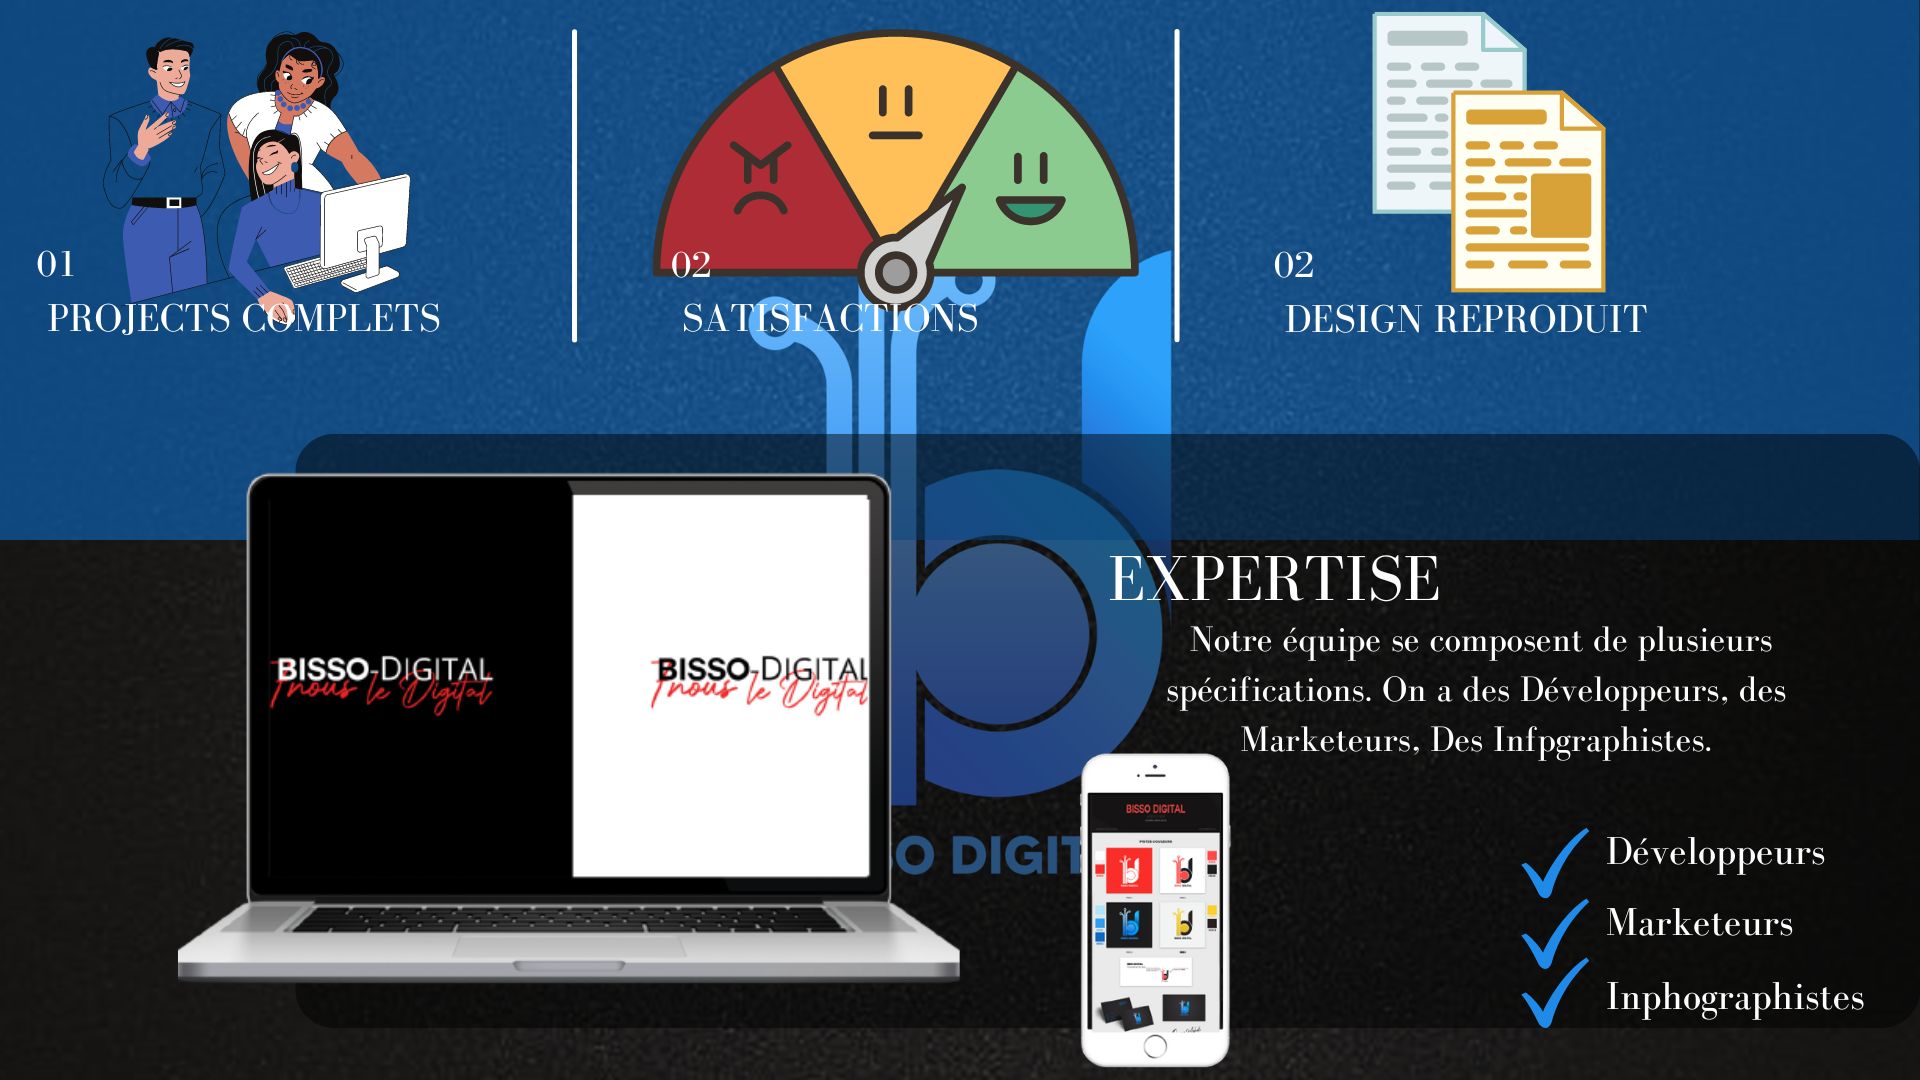 01
PROJECTS COMPLETS
02
SATISFACTIONS
02
DESIGN REPRODUIT
BISSO-DIGITAL
Tnous le Digital
BISSO-DIGITAL
Tnous le Digital
EXPERTISE
Notre équipe se composent de plusieurs
spécifications. On a des Développeurs, des
Marketeurs, Des Infpgraphistes.
SO DIGIT
BISSO DIGITAL
Développeurs
Marketeurs
Inphographistes